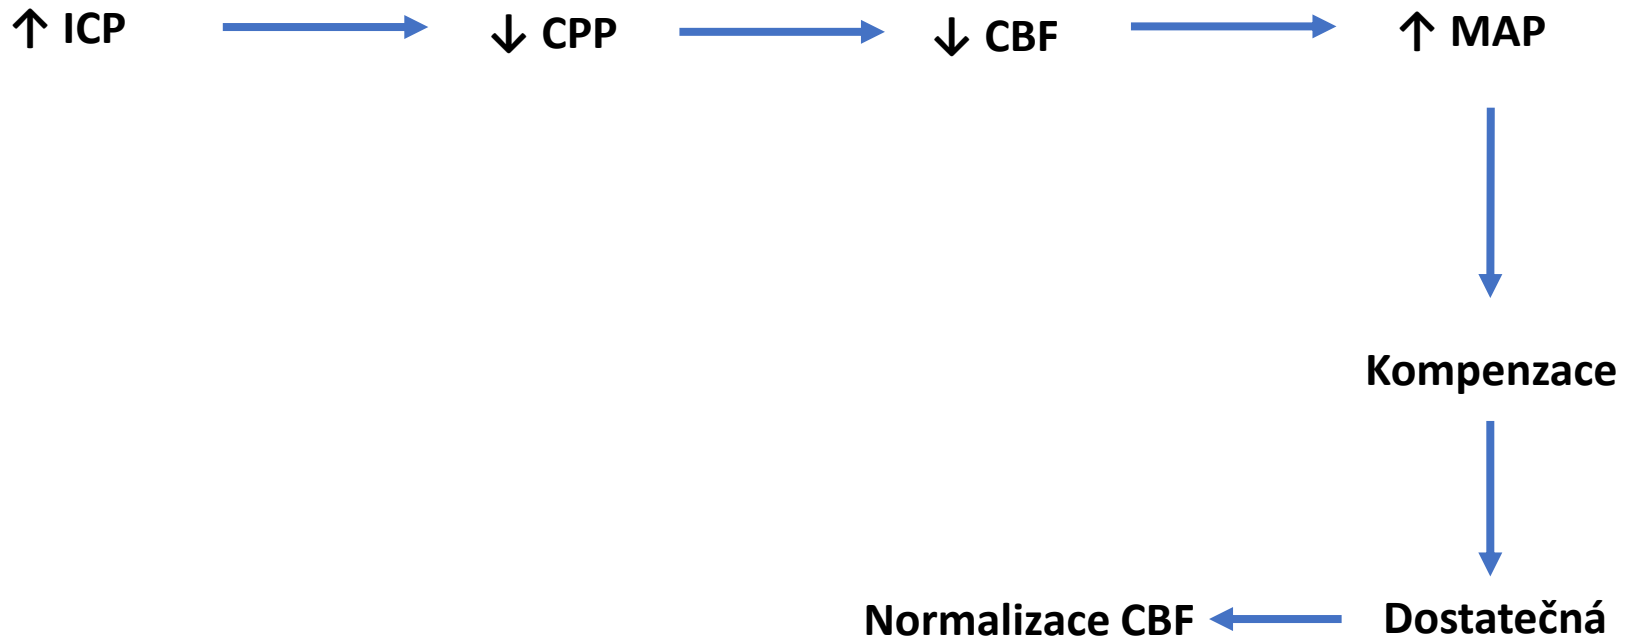 ↑ ICP
↓ CPP
↓ CBF
↑ MAP
Kompenzace
Dostatečná
Normalizace CBF